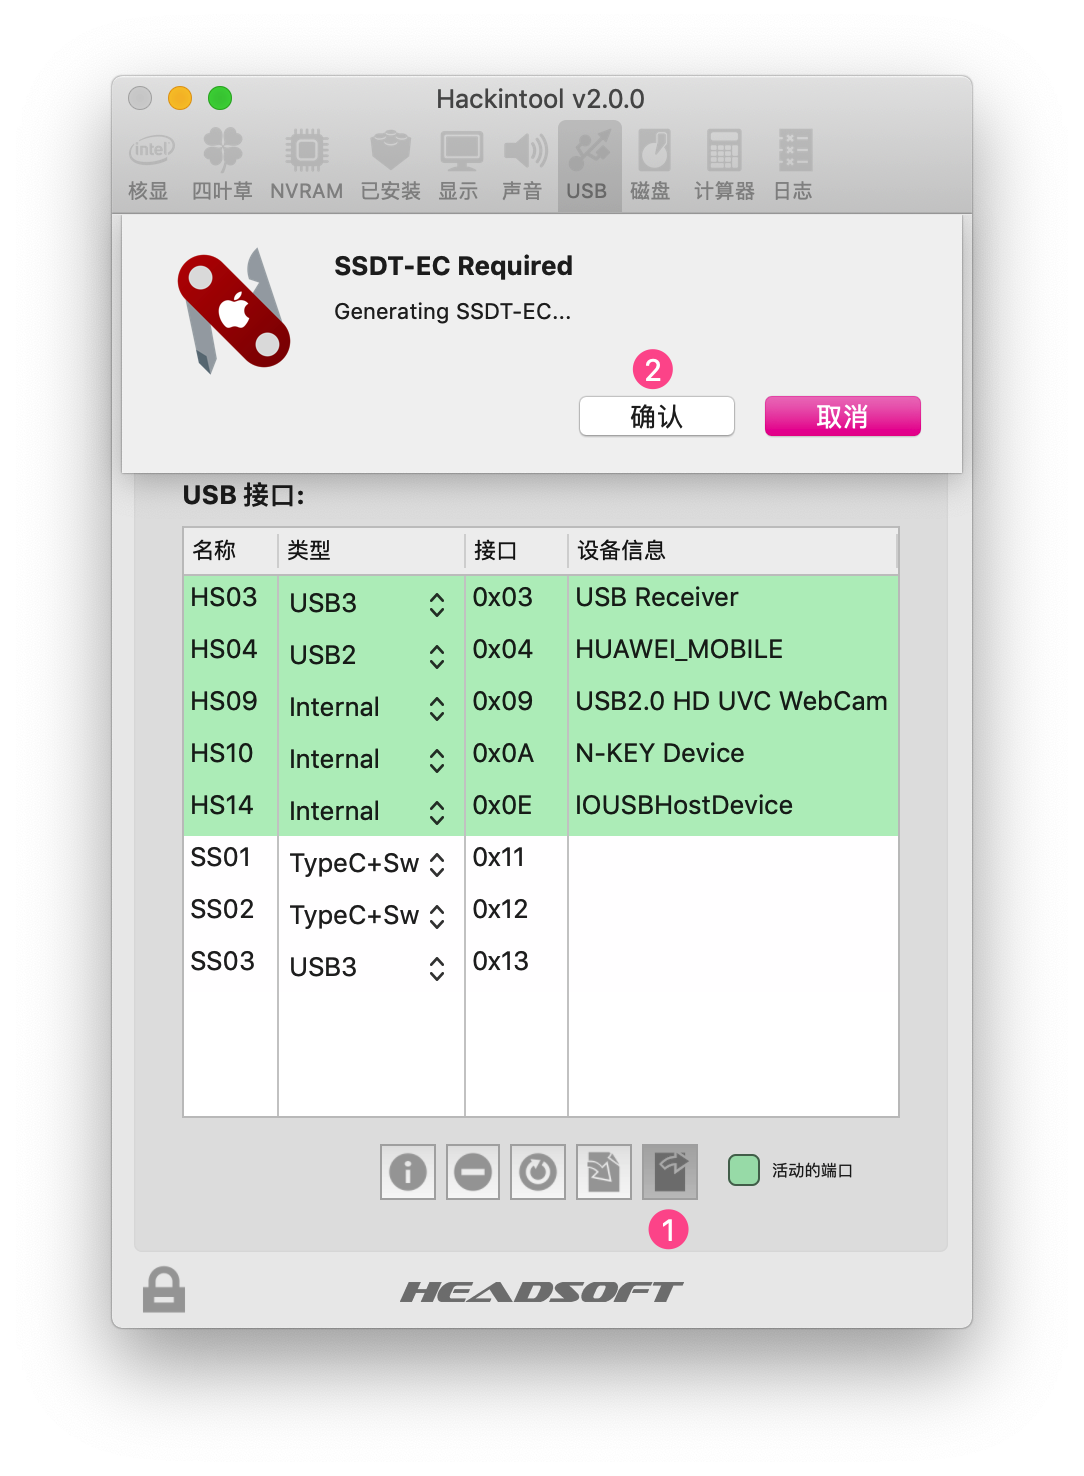 Hackintool v2.0.0
intel
核显 四叶草 NVRAM 已安装 显示 声音 USB 磁盘 计算器 日志
SSDT-EC Required
Generating SSDT-EC...
2
确认 取消
USB 接口:
名称 类型 接口 设备信息
HS03 USB3 0x03 USB Receiver
HS04 USB2 0x04 HUAWEI_MOBILE
HS09 Internal 0x09 USB2.0 HD UVC WebCam
HS10 Internal 0x0A N-KEY Device
HS14 Internal 0x0E IOUSBHostDevice
SS01 TypeC+Sw 0x11
SS02 TypeC+Sw 0x12
SS03 USB3 0x13
活动的端口
1
HEADSOFT